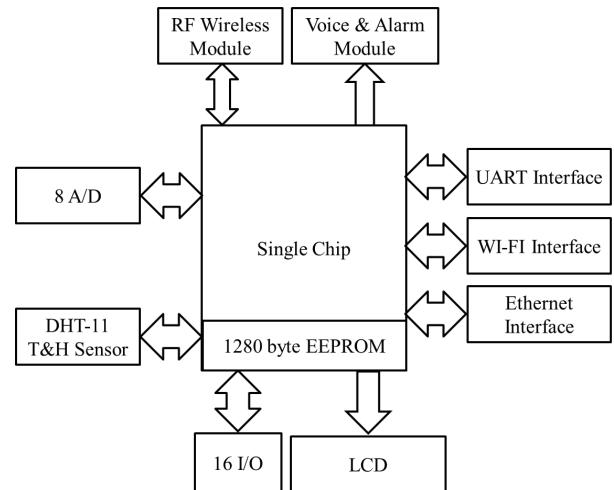 RF Wireless
Module
Voice & Alarm
Module
8 A/D
UART Interface
Single Chip
WI-FI Interface
DHT-11
T&H Sensor
Ethernet
Interface
1280 byte EEPROM
16 I/O
LCD